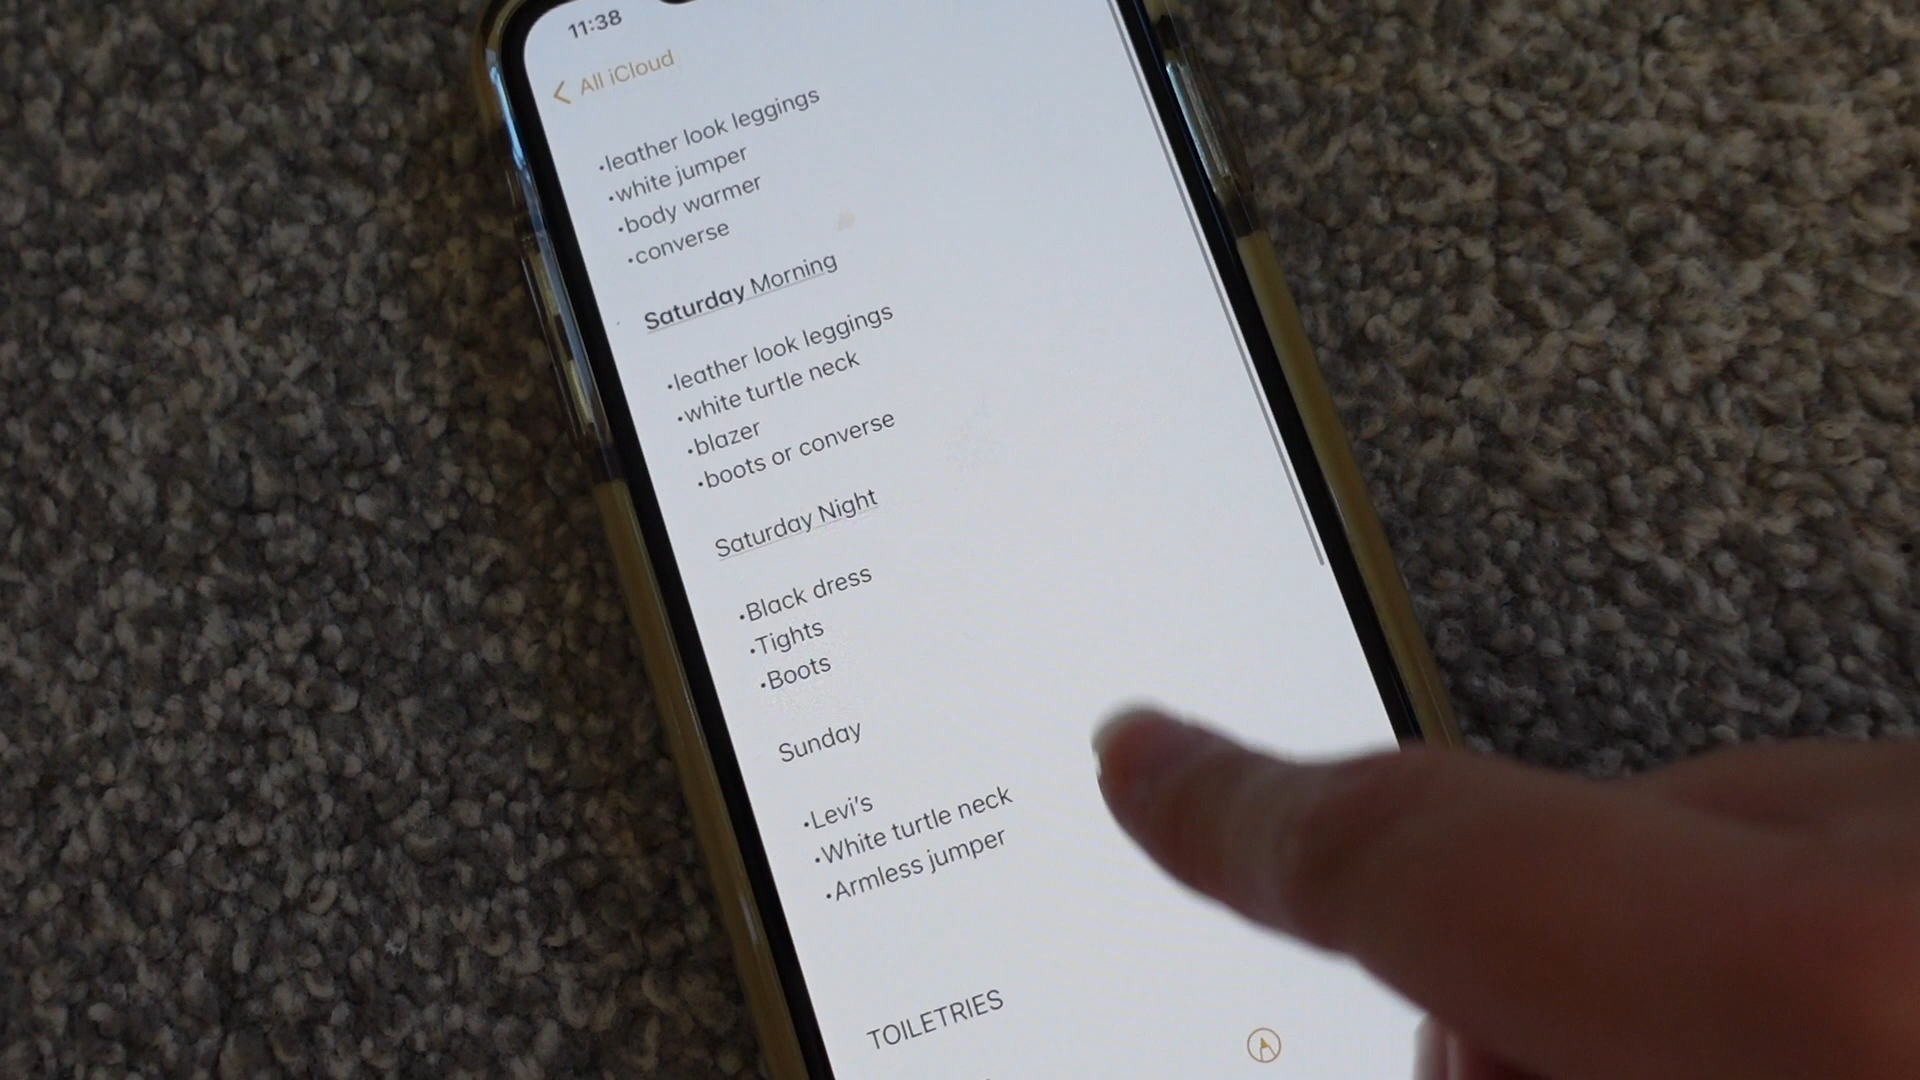 11:38
All iCloud
•leather look leggings
•white jumper
•body warmer
•converse
Saturday Morning
•leather look leggings
•white turtle neck
•blazer
•boots or converse
Saturday Night
•Black dress
•Tights
•Boots
Sunday
•Levi's
•White turtle neck
•Armless jumper
TOILETRIES